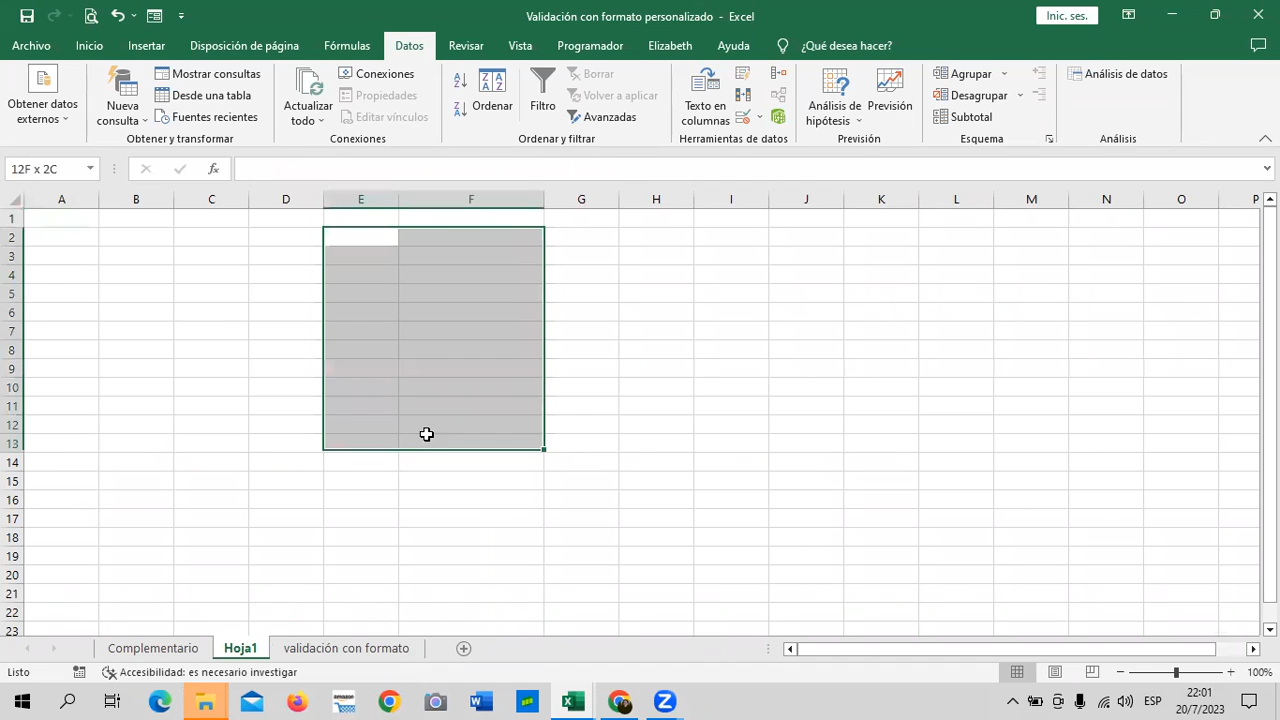 Validación con formato personalizado - Excel
Inic. ses.
Archivo Inicio Insertar Disposición de página Fórmulas Datos Revisar Vista Programador Elizabeth Ayuda ¿Qué desea hacer?
Obtener datos externos
Nueva consulta
Mostrar consultas
Desde una tabla
Fuentes recientes
Obtener y transformar
Actualizar todo
Conexiones
Propiedades
Editar vínculos
Conexiones
Ordenar
Filtro
Borrar
Volver a aplicar
Avanzadas
Ordenar y filtrar
Texto en columnas
Herramientas de datos
Análisis de hipótesis
Previsión
Previsión
Agrupar
Desagrupar
Subtotal
Esquema
Análisis de datos
Análisis
12F x 2C
fx
A B C D E F G H I J K L M N O P
1
2
3
4
5
6
7
8
9
10
11
12
13
14
15
16
17
18
19
20
21
22
23
Complementario Hoja1 validación con formato
Listo Accesibilidad: es necesario investigar 100%
ESP
22:01
20/7/2023